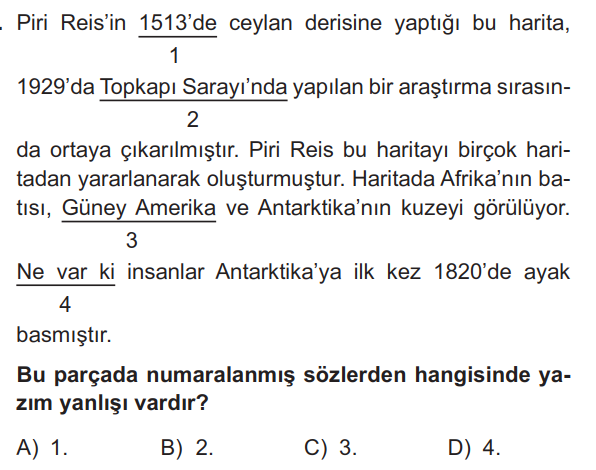 . Piri Reis’in 1513’de ceylan derisine yaptığı bu harita,
1
1929’da Topkapı Sarayı’nda yapılan bir araştırma sırasın-
2
da ortaya çıkarılmıştır. Piri Reis bu haritayı birçok hari-
tadan yararlanarak oluşturmuştur. Haritada Afrika’nın ba-
tısı, Güney Amerika ve Antarktika’nın kuzeyi görülüyor.
3
Ne var ki insanlar Antarktika’ya ilk kez 1820’de ayak
4
basmıştır.
Bu parçada numaralanmış sözlerden hangisinde ya-
zım yanlışı vardır?
A) 1. B) 2. C) 3. D) 4.